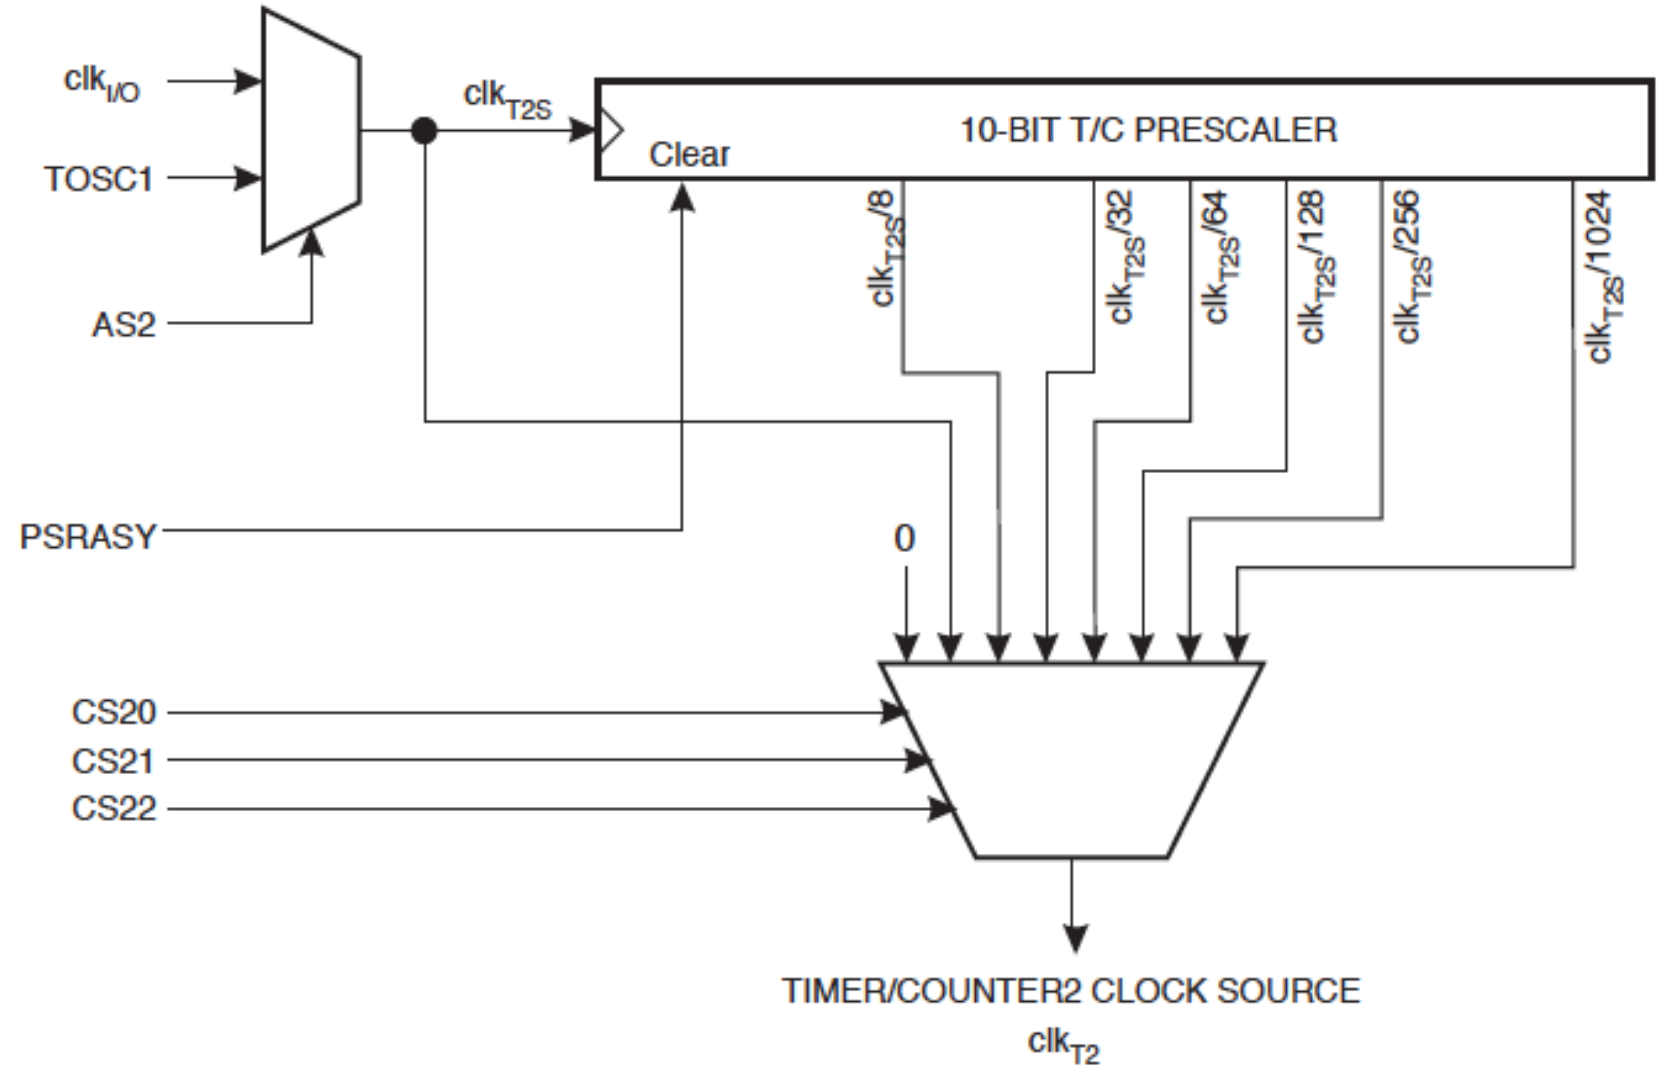 clkI/O
TOSC1
AS2
clkT2S
Clear
10-BIT T/C PRESCALER
clkT2S/8
clkT2S/32
clkT2S/64
clkT2S/128
clkT2S/256
clkT2S/1024
PSRASY
0
CS20
CS21
CS22
TIMER/COUNTER2 CLOCK SOURCE
clkT2